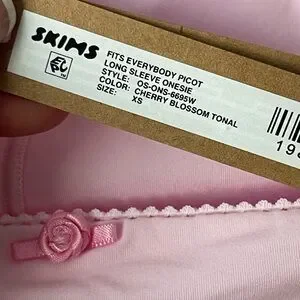 SKIMS
FITS EVERYBODY PICOT
LONG SLEEVE ONESIE
STYLE: OS-ONS-6695W
COLOR: CHERRY BLOSSOM TONAL
SIZE: XS